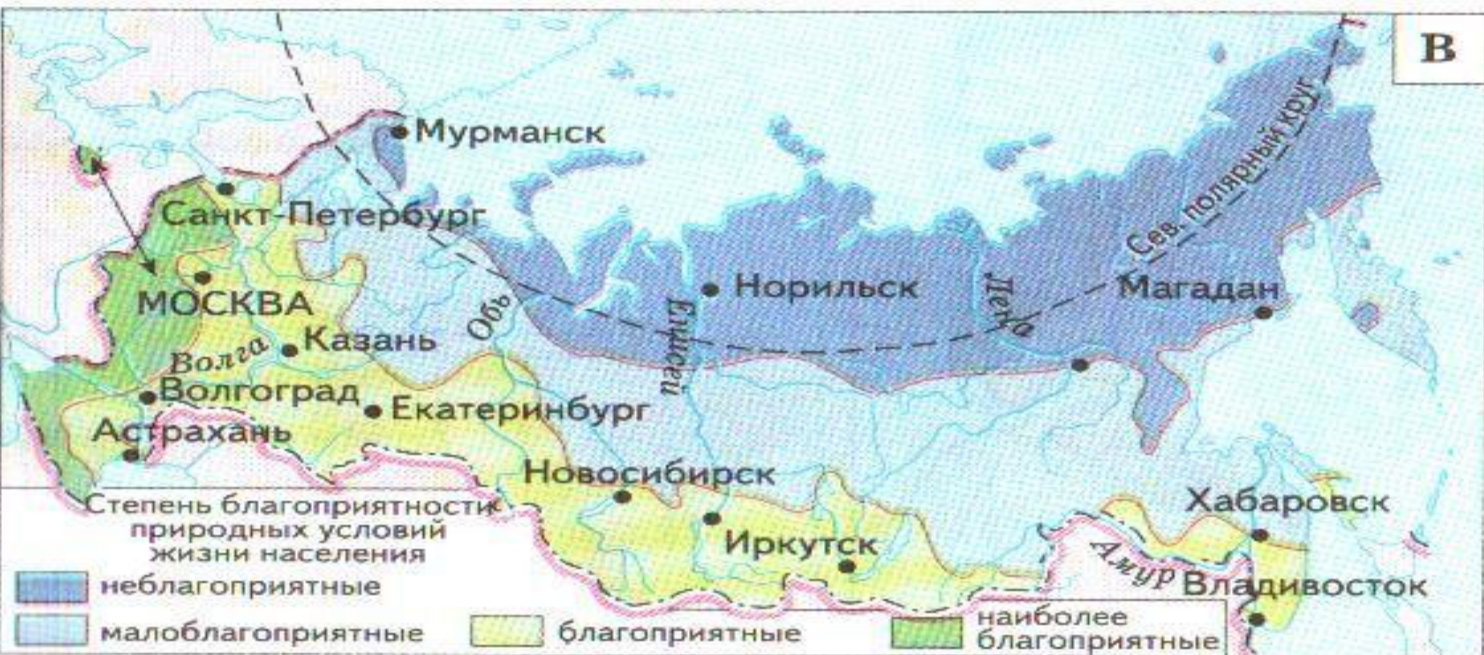 В
Мурманск
Санкт-Петербург
Сев. полярный круг
МОСКВА
Обь
Норильск
Енисей
Лена
Магадан
Волга
Казань
Волгоград
Екатеринбург
Астрахань
Новосибирск
Иркутск
Хабаровск
Амур
Владивосток
Степень благоприятности
природных условий
жизни населения
неблагоприятные
малоблагоприятные
благоприятные
наиболее
благоприятные